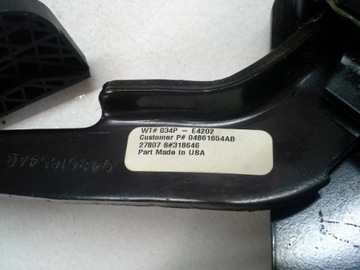 WT# 034P - E4202
Customer P# 04861654AB
27807 6#318646
Part Made In USA